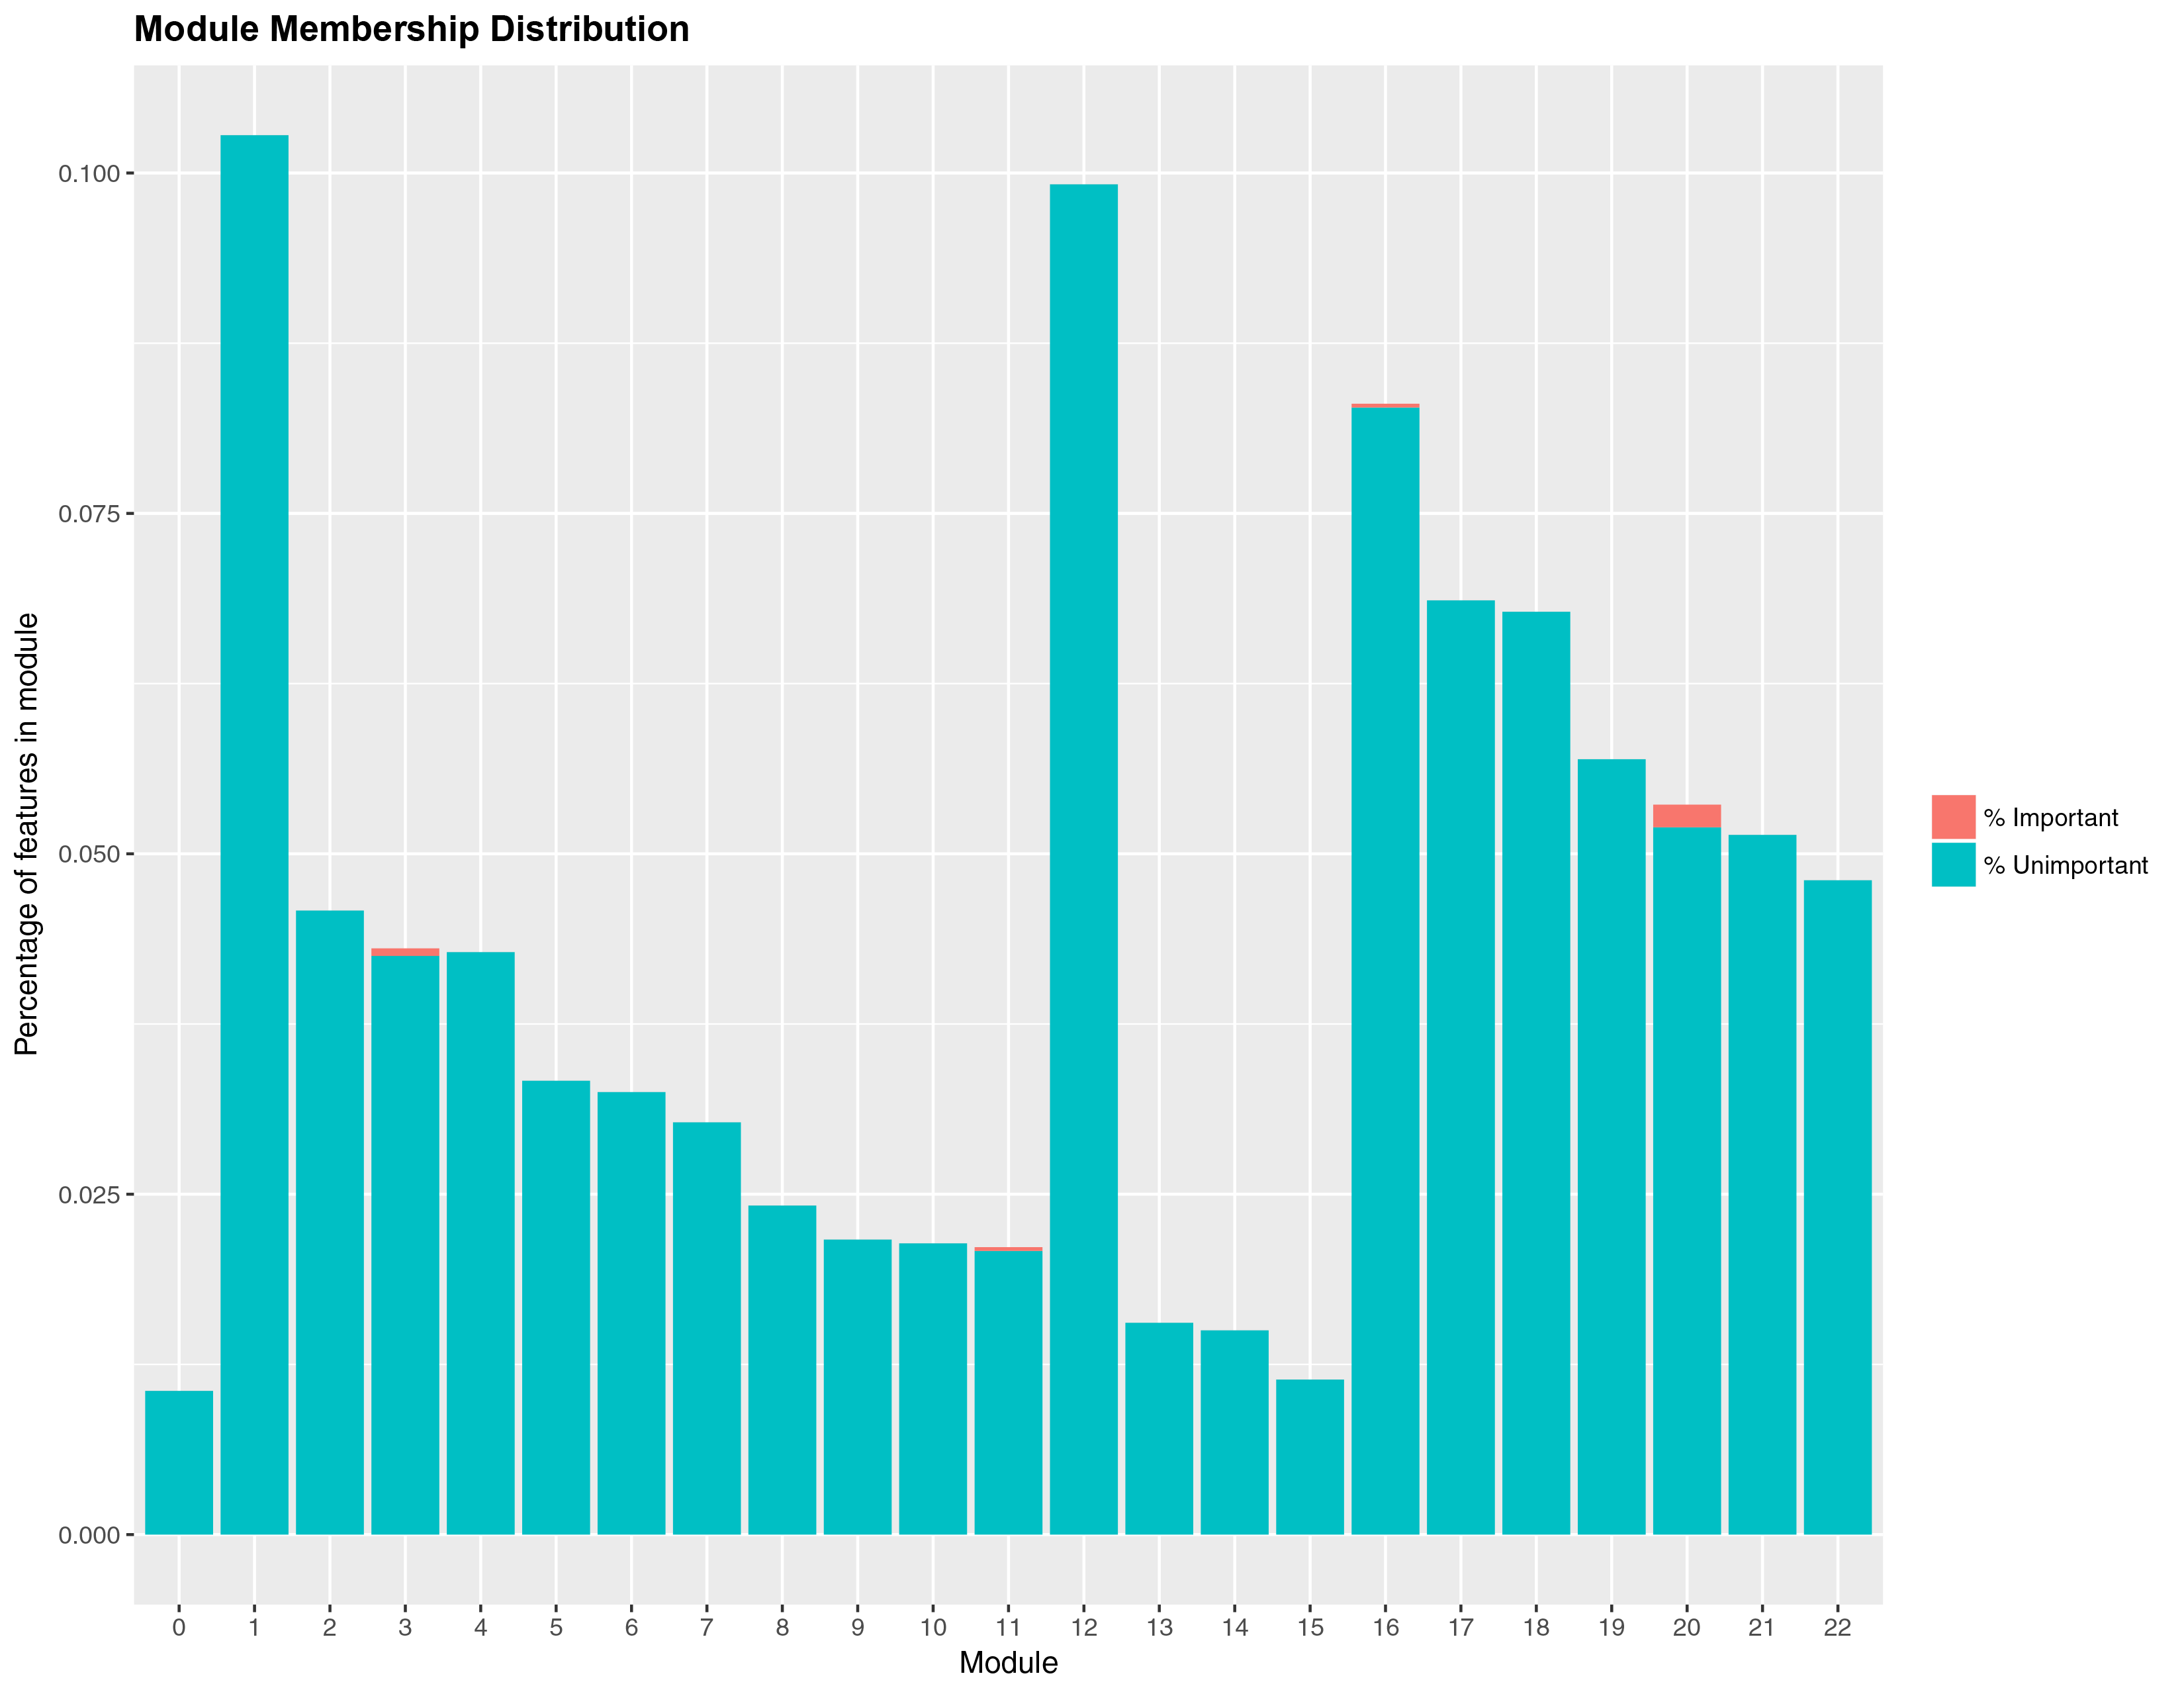 Module Membership Distribution
Percentage of features in module
0.100
0.075
0.050
0.025
0.000
0 1 2 3 4 5 6 7 8 9 10 11 12 13 14 15 16 17 18 19 20 21 22
Module
% Important
% Unimportant